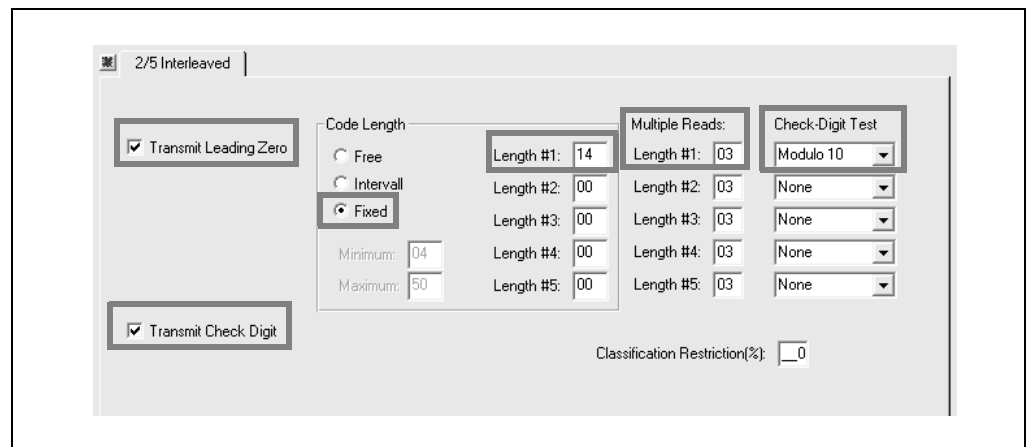 2/5 Interleaved
Transmit Leading Zero
Code Length
Multiple Reads:
Check-Digit Test
Free
Length #1: 14
Length #1: 03
Modulo 10
Intervall
Length #2: 00
Length #2: 03
None
Fixed
Length #3: 00
Length #3: 03
None
Minimum: 04
Length #4: 00
Length #4: 03
None
Maximum: 50
Length #5: 00
Length #5: 03
None
Transmit Check Digit
Classification Restriction(%): __0